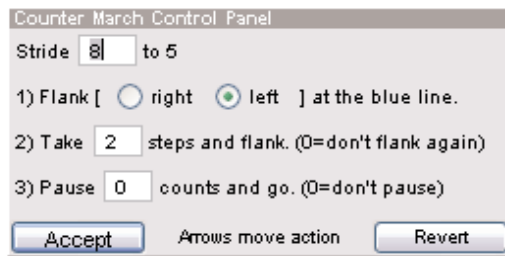 Counter March Control Panel
Stride 8 to 5
1) Flank [ right left ] at the blue line.
2) Take 2 steps and flank. (0=don't flank again)
3) Pause 0 counts and go. (0=don't pause)
Accept Arrows move action Revert